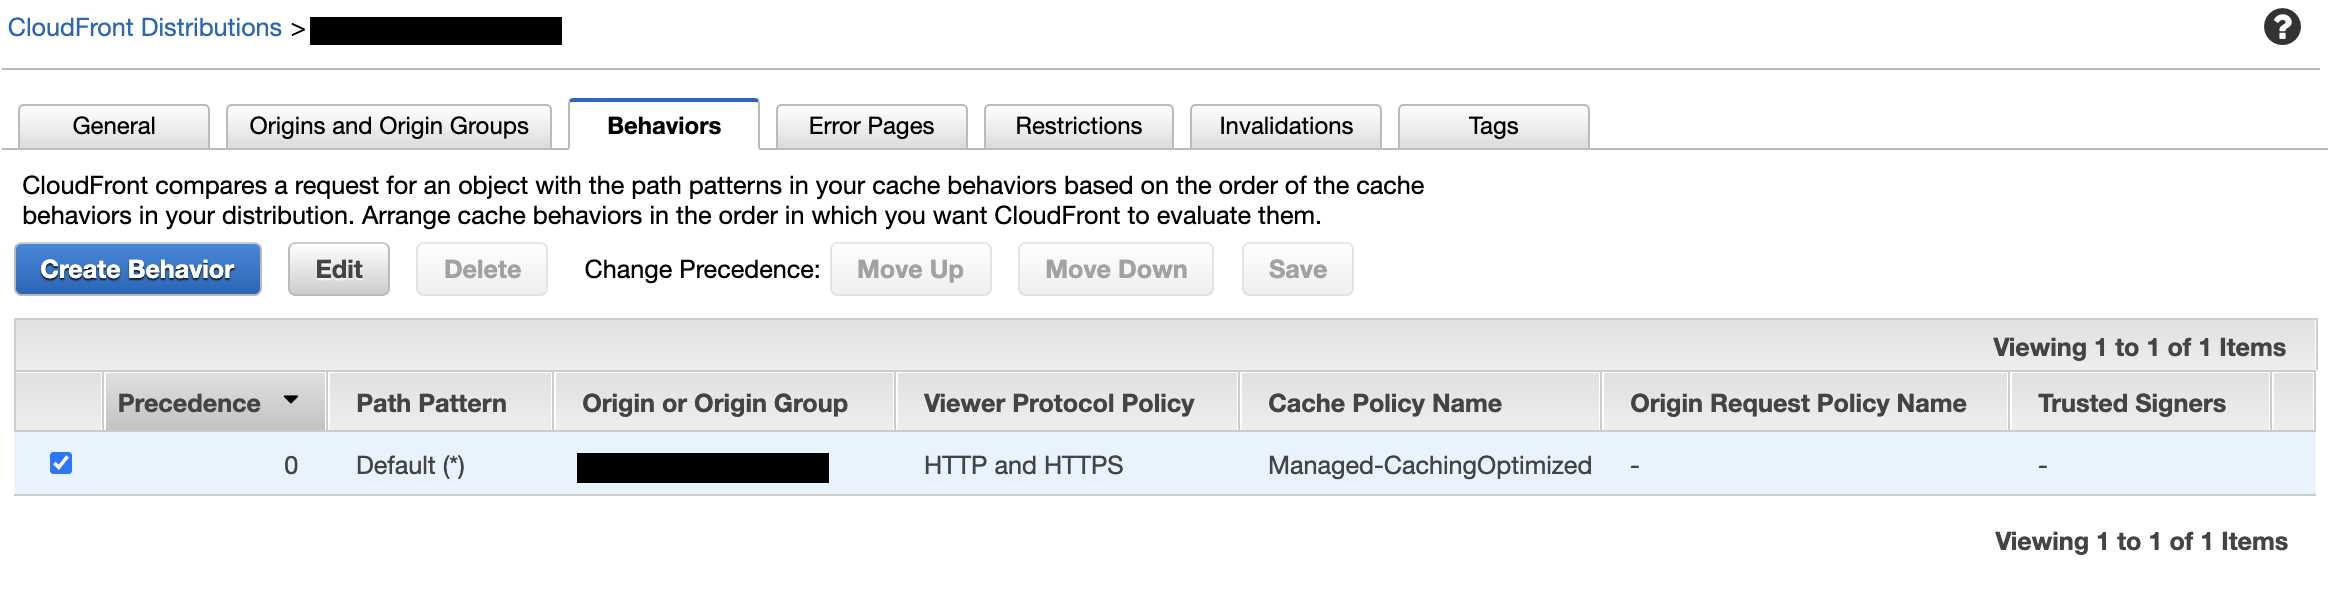 CloudFront Distributions >
?
General Origins and Origin Groups Behaviors Error Pages Restrictions Invalidations Tags
CloudFront compares a request for an object with the path patterns in your cache behaviors based on the order of the cache
behaviors in your distribution. Arrange cache behaviors in the order in which you want CloudFront to evaluate them.
Create Behavior Edit Delete Change Precedence: Move Up Move Down Save
Viewing 1 to 1 of 1 Items
Precedence Path Pattern Origin or Origin Group Viewer Protocol Policy Cache Policy Name Origin Request Policy Name Trusted Signers
0 Default (*) HTTP and HTTPS Managed-CachingOptimized - -
Viewing 1 to 1 of 1 Items